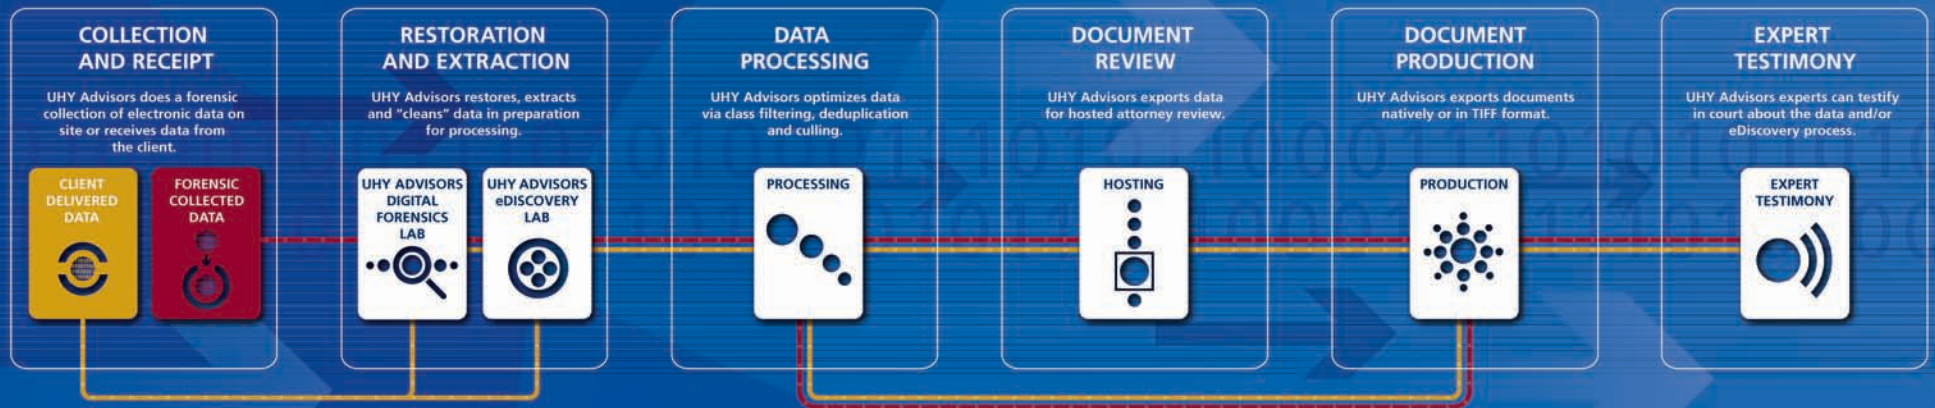 COLLECTION
AND RECEIPT
UHY Advisors does a forensic
collection of electronic data on
site or receives data from
the client.
CLIENT
DELIVERED
DATA
FORENSIC
COLLECTED
DATA
RESTORATION
AND EXTRACTION
UHY Advisors restores, extracts
and "cleans" data in preparation
for processing.
UHY ADVISORS
DIGITAL
FORENSICS
LAB
UHY ADVISORS
eDISCOVERY
LAB
DATA
PROCESSING
UHY Advisors optimizes data
via class filtering, deduplication
and culling.
PROCESSING
DOCUMENT
REVIEW
UHY Advisors exports data
for hosted attorney review.
HOSTING
DOCUMENT
PRODUCTION
UHY Advisors exports documents
natively or in TIFF format.
PRODUCTION
EXPERT
TESTIMONY
UHY Advisors experts can testify
in court about the data and/or
eDiscovery process.
EXPERT
TESTIMONY